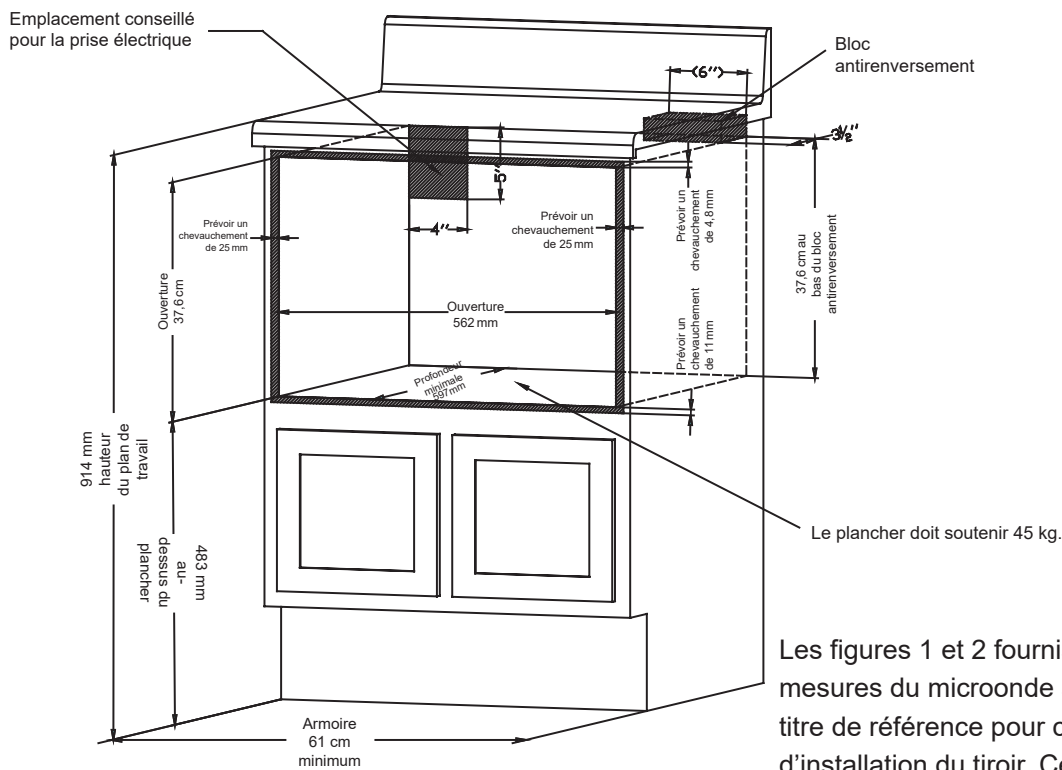 Emplacement conseillé
pour la prise électrique
Bloc
antirenversement
(6’’)
3½’’
5’’
4’’
Prévoir un
chevauchement
de 25 mm
Prévoir un
chevauchement
de 25 mm
Prévoir un
chevauchement
de 4,8 mm
37,6 cm au
bas du bloc
antirenversement
Ouverture
37,6 cm
Ouverture
562 mm
Prévoir un
chevauchement
de 11 mm
Profondeur
minimale
597mm
914 mm
hauteur
du plan de
travail
483 mm
au-
dessus du
plancher
Le plancher doit soutenir 45 kg.
Armoire
61 cm
minimum
Les figures 1 et 2 fourni
mesures du microonde
titre de référence pour
d’installation du tiroir. C